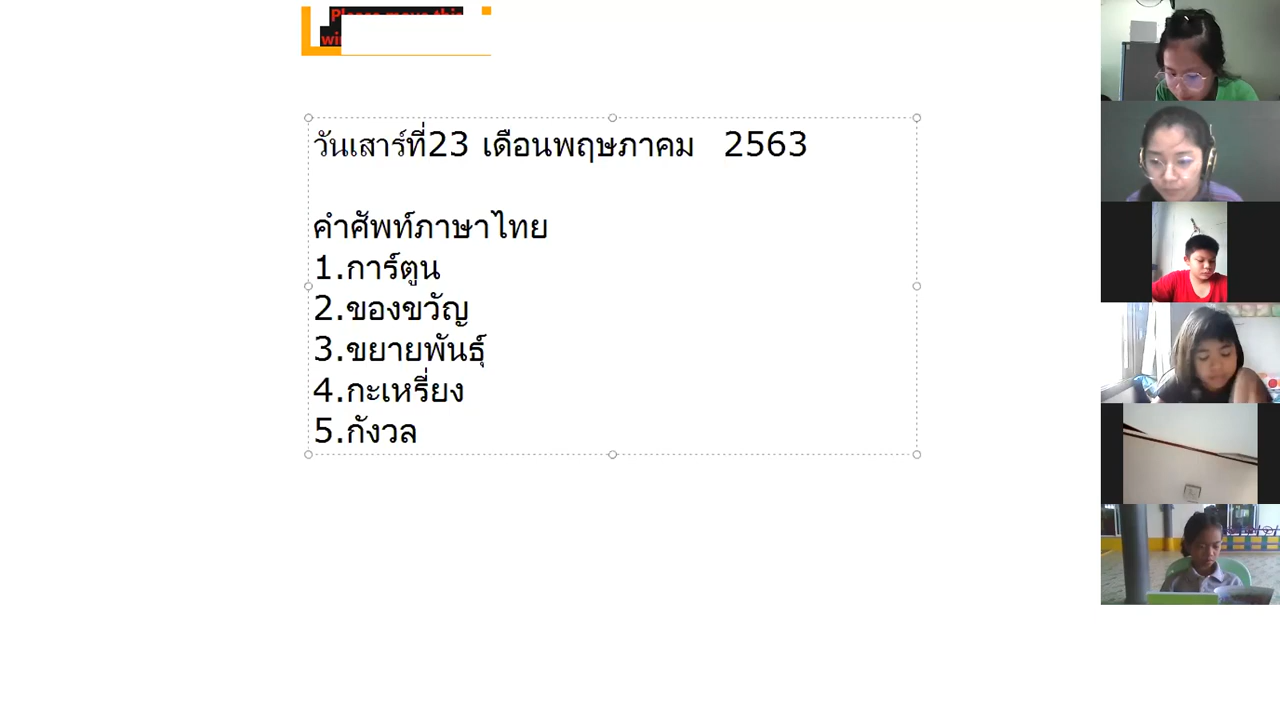 Please move this
วันเสาร์ที่23 เดือนพฤษภาคม 2563
คำศัพท์ภาษาไทย
1.การ์ตูน
2.ของขวัญ
3.ขยายพันธุ์
4.กะเหรี่ยง
5.กังวล